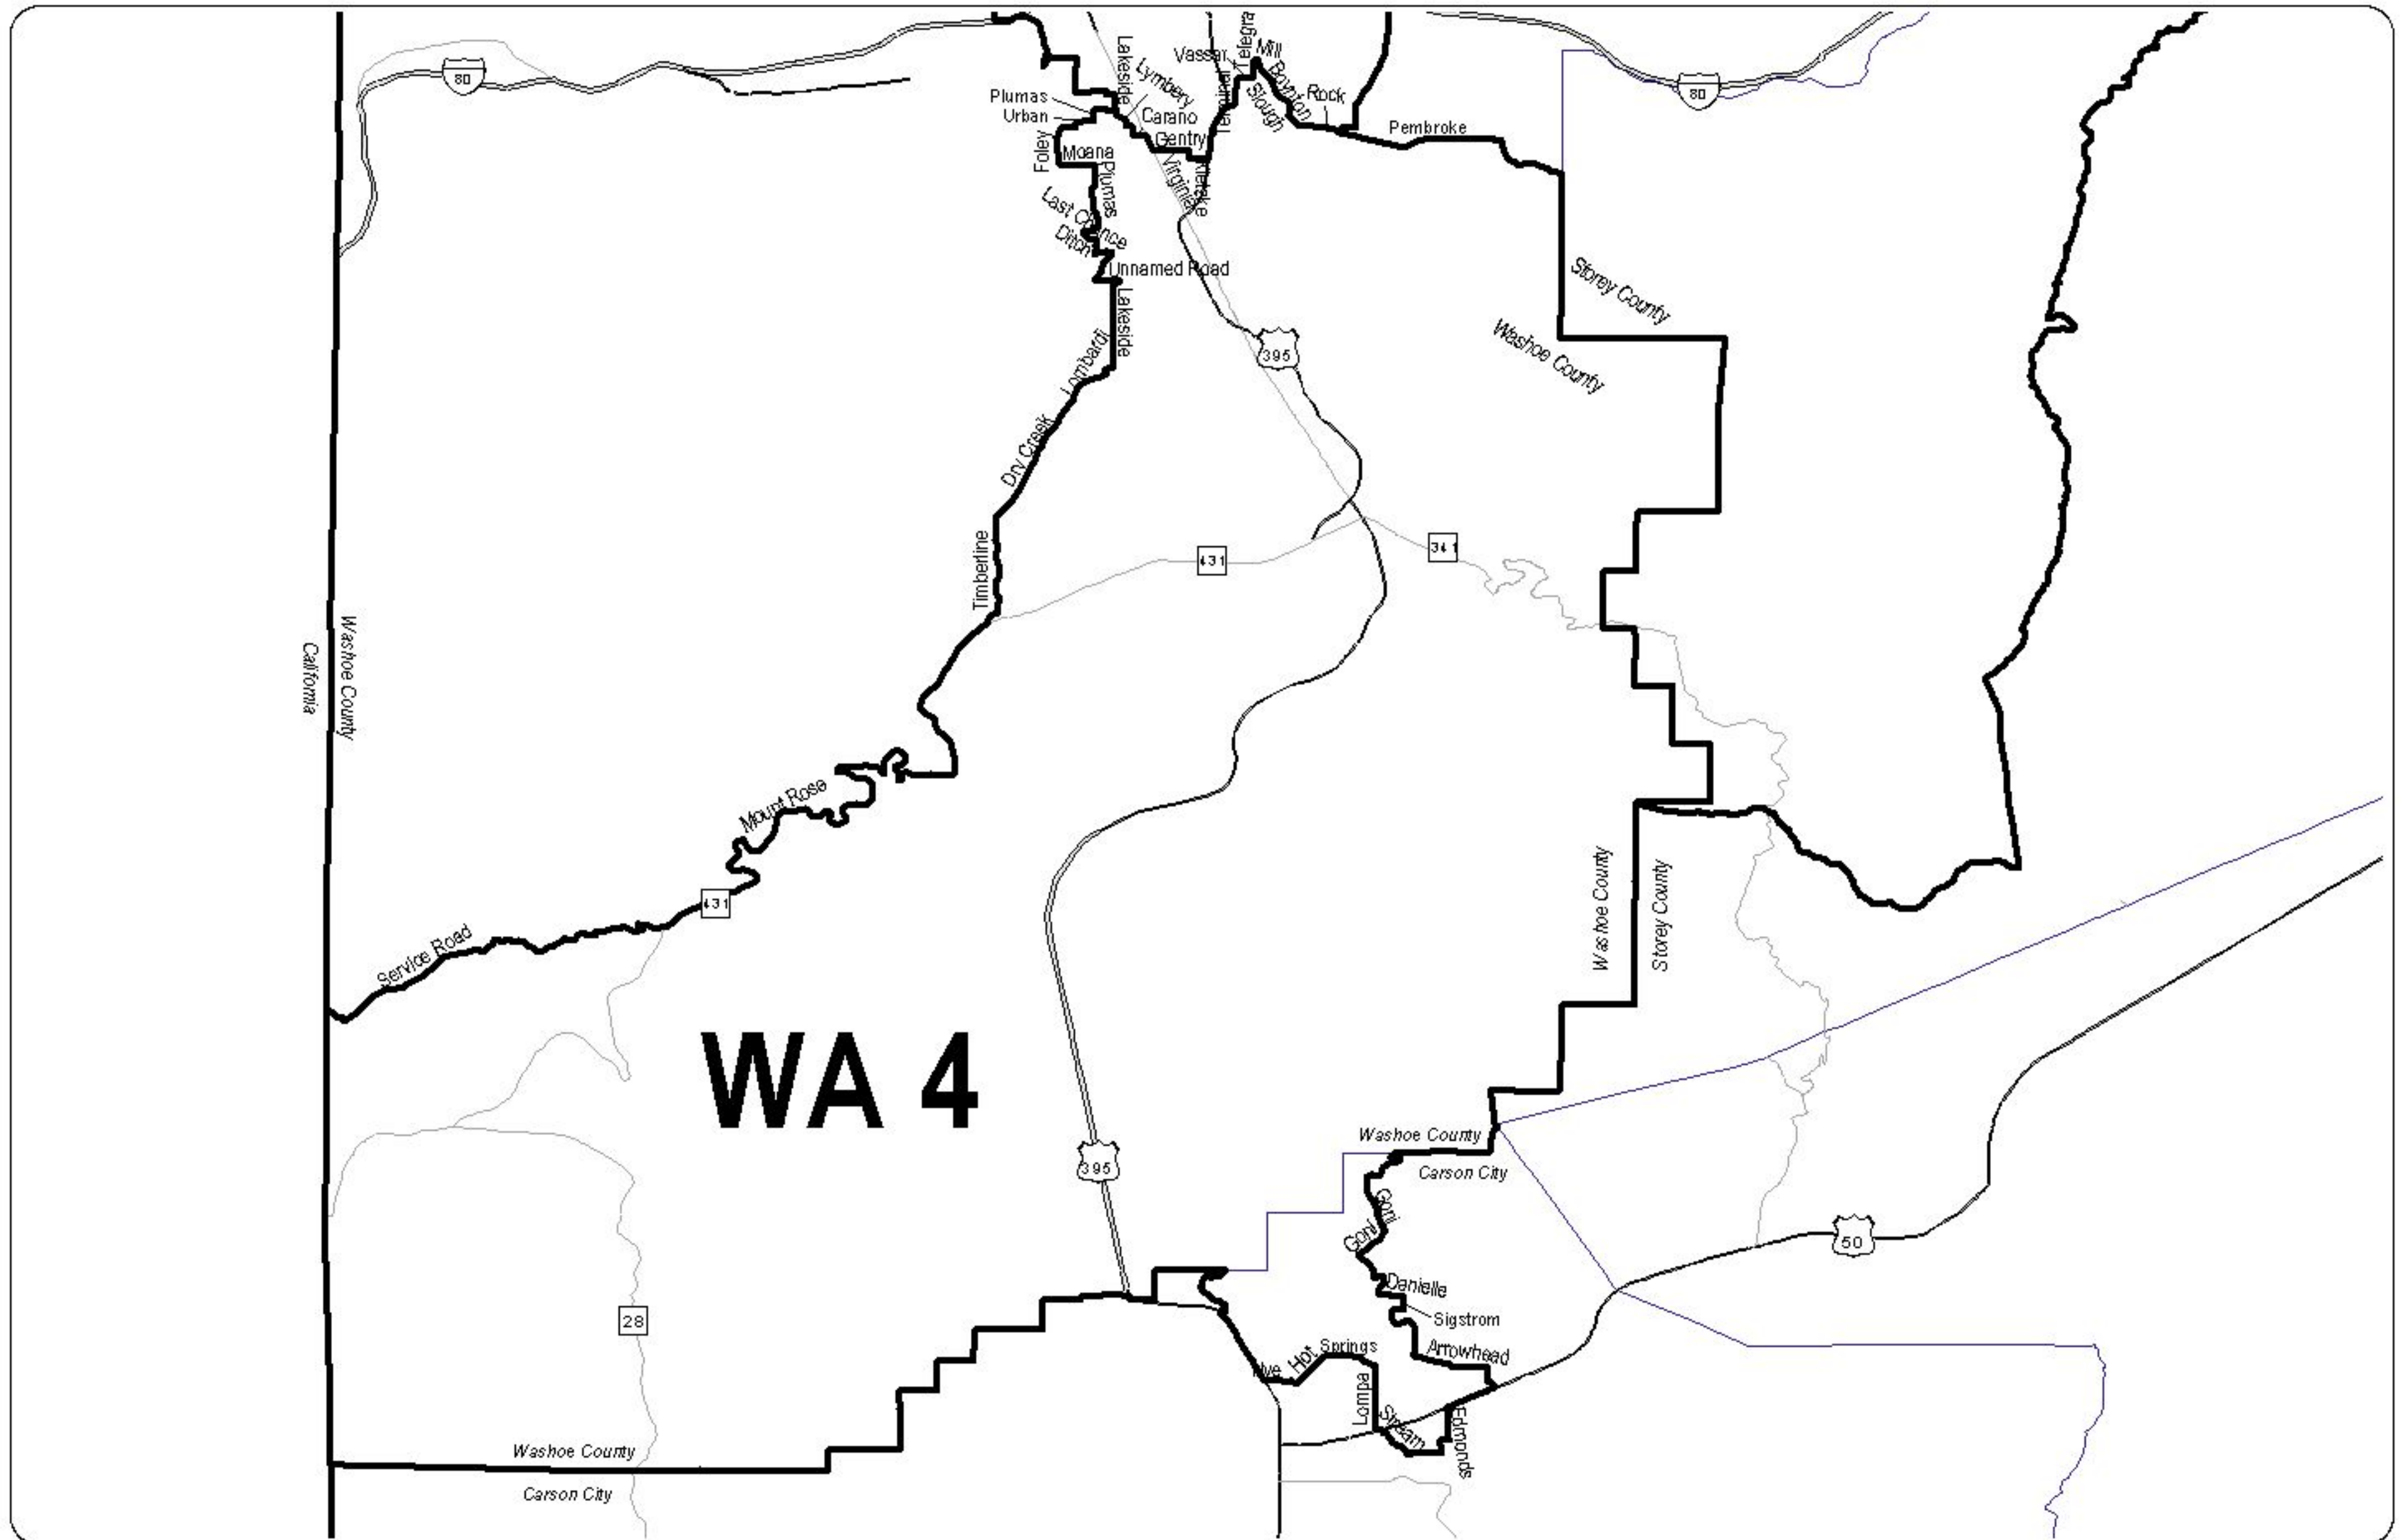 80
Lakeside
Vassar
Mill
Lymbery
Boynton
Rock
80
Plumas
Urban
Carano
Slough
Pembroke
Foley
Moana
Gentry
Plumas
Virginia
Last Chance
Ditch
Unnamed Road
Storey County
Lakeside
Washoe County
Lombardi
395
Dry Creek
Timberline
431
341
Washoe County
California
Mount Rose
431
Service Road
Washoe County
Storey County
WA 4
Washoe County
Carson City
395
Goni
Goni
50
Danielle
28
Sigstrom
Hot Springs
Arrowhead
Lompa
Stream
Edmonds
Washoe County
Carson City